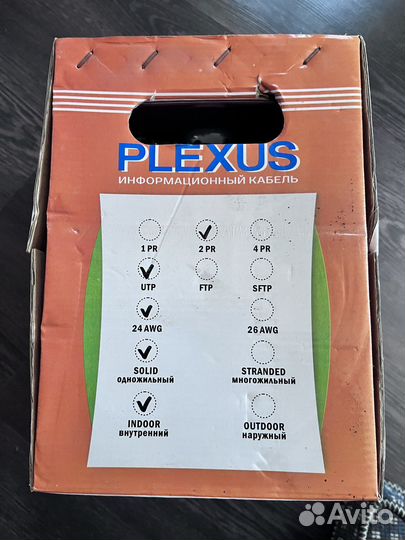 PLEXUS
ИНФОРМАЦИОННЫЙ КАБЕЛЬ
1 PR 2 PR 4 PR
UTP FTP SFTP
24 AWG 26 AWG
SOLID STRANDED
одножильный многожильный
INDOOR OUTDOOR
внутренний наружный
Avito